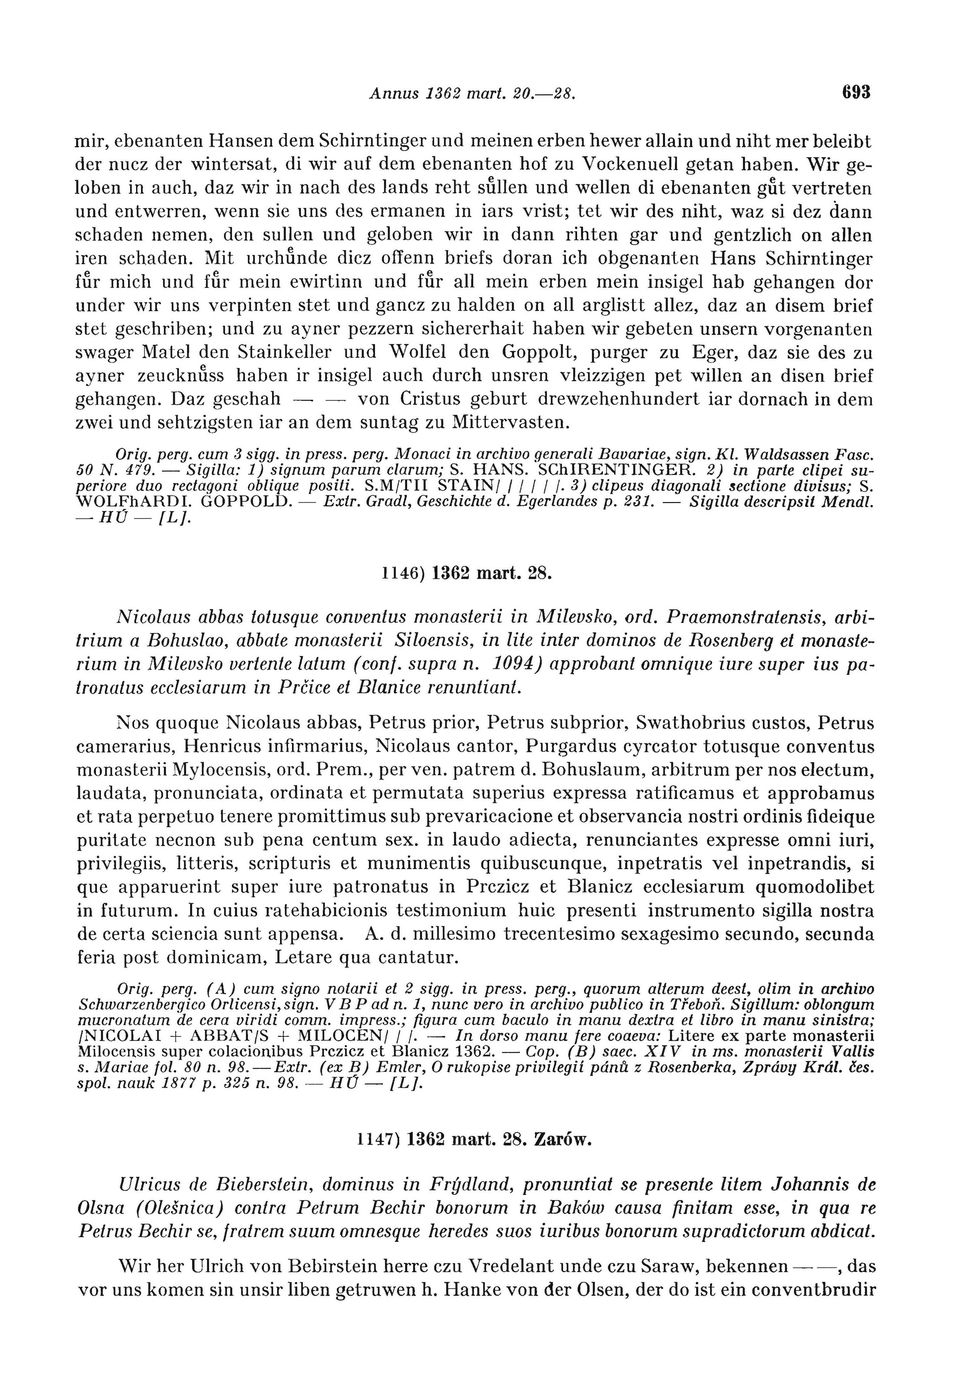 Annus 1362 mart. 20.—28. 693
mir, ebenanten Hansen dem Schirntinger und meinen erben hewer allain und niht mer beleibt
der nucz der wintersat, di wir auf dem ebenanten hof zu Vockenuell getan haben. Wir ge-
loben in auch, daz wir in nach des lands reht suͤllen und wellen di ebenanten guͤt vertreten
und entwerren, wenn sie uns des ermanen in iars vrist; tet wir des niht, waz si dez dann
schaden nemen, den sullen und geloben wir in dann rihten gar und gentzlich on allen
iren schaden. Mit urchuͤnde dicz offenn briefs doran ich obgenanten Hans Schirntinger
fuͤr mich und fuͤr mein ewirtinn und fuͤr all mein erben mein insigel hab gehangen dor
under wir uns verpinten stet und gancz zu halden on all arglistt allez, daz an disem brief
stet geschriben; und zu ayner pezzern sichererhait haben wir gebeten unsern vorgenanten
swager Matel den Stainkeller und Wolfel den Goppolt, purger zu Eger, daz sie des zu
ayner zeucknuͤss haben ir insigel auch durch unsren vleizzigen pet willen an disen brief
gehangen. Daz geschah — — von Cristus geburt drewzehenhundert iar dornach in dem
zwei und sehtzigsten iar an dem suntag zu Mittervasten.
Orig. perg. cum 3 sigg. in press. perg. Monaci in archivo generali Bavariae, sign. Kl. Waldsassen Fasc.
50 N. 479. — Sigilla: 1) signum parum clarum; S. HANS. SChIRENTINGER. 2) in parte clipei su-
periore duo rectagoni oblique positi. S.M/TII STAIN/ / / / / /. 3) clipeus diagonali sectione divisus; S.
WOLFhARDI. GOPPOLD. — Extr. Gradl, Geschichte d. Egerlandes p. 231. — Sigilla descripsit Mendl.
— HŮ — [L].
1146) 1362 mart. 28.
Nicolaus abbas totusque conventus monasterii in Milevsko, ord. Praemonstratensis, arbi-
trium a Bohuslao, abbate monasterii Siloensis, in lite inter dominos de Rosenberg et monaste-
rium in Milevsko vertente latum (conf. supra n. 1094) approbant omnique iure super ius pa-
tronatus ecclesiarum in Prčice et Blanice renuntiant.
Nos quoque Nicolaus abbas, Petrus prior, Petrus subprior, Swathobrius custos, Petrus
camerarius, Henricus infirmarius, Nicolaus cantor, Purgardus cyrcator totusque conventus
monasterii Mylocensis, ord. Prem., per ven. patrem d. Bohuslaum, arbitrum per nos electum,
laudata, pronunciata, ordinata et permutata superius expressa ratificamus et approbamus
et rata perpetuo tenere promittimus sub prevaricacione et observancia nostri ordinis fideique
puritate necnon sub pena centum sex. in laudo adiecta, renunciantes expresse omni iuri,
privilegiis, litteris, scripturis et munimentis quibuscunque, inpetratis vel inpetrandis, si
que apparuerint super iure patronatus in Prczicz et Blanicz ecclesiarum quomodolibet
in futurum. In cuius ratehabicionis testimonium huic presenti instrumento sigilla nostra
de certa sciencia sunt appensa. A. d. millesimo trecentesimo sexagesimo secundo, secunda
feria post dominicam, Letare qua cantatur.
Orig. perg. (A) cum signo notarii et 2 sigg. in press. perg., quorum alterum deest, olim in archivo
Schwarzenbergico Orlicensi, sign. V B P ad n. 1, nunc vero in archivo publico in Třeboň. Sigillum: oblongum
mucronatum de cera viridi comm. impress.; figura cum baculo in manu dextra et libro in manu sinistra;
/NICOLAI + ABBAT/S + MILOCEN/ / /. — In dorso manu fere coaeva: Litere ex parte monasterii
Milocensis super colacionibus Prczicz et Blanicz 1362. — Cop. (B) saec. XIV in ms. monasterii Vallis
s. Mariae fol. 80 n. 98. — Extr. (ex B) Emler, O rukopise privilegií pánů z Rosenberka, Zprávy Král. čes.
spol. nauk 1877 p. 325 n. 98. — HŮ — [L].
1147) 1362 mart. 28. Zarów.
Ulricus de Bieberstein, dominus in Frýdland, pronuntiat se presente litem Johannis de
Olsna (Olešnica) contra Petrum Bechir bonorum in Baków causa finitam esse, in qua re
Petrus Bechir se, fratrem suum omnesque heredes suos iuribus bonorum supradictorum abdicat.
Wir her Ulrich von Bebirstein herre czu Vredelant unde czu Saraw, bekennen — —, das
vor uns komen sin unsir liben getruwen h. Hanke von der Olsen, der do ist ein conventbrudir